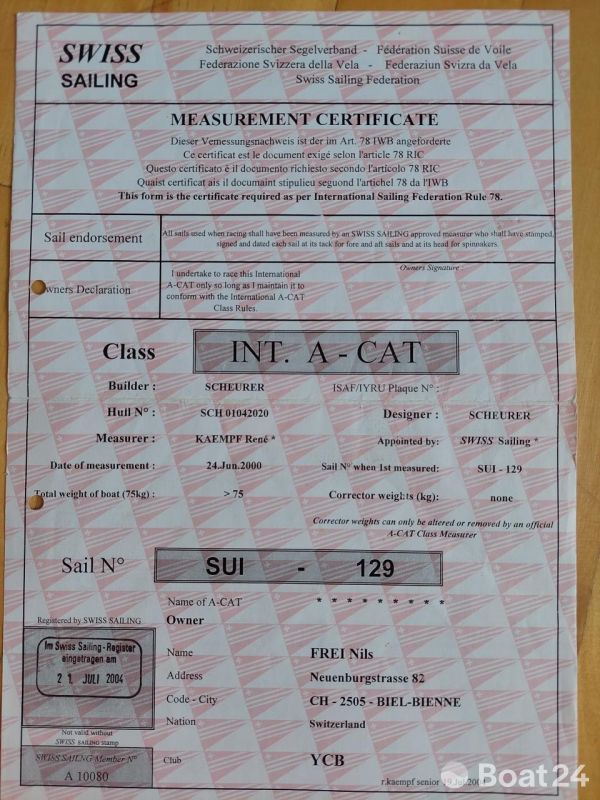 SWISS
SAILING
Schweizerischer Segelverband - Fédération Suisse de Voile
Federazione Svizzera della Vela - Federaziun Svizra da Vela
Swiss Sailing Federation
MEASUREMENT CERTIFICATE
Dieser Vemessungsnachweis ist der im Art. 78 IWB angeforderte
Ce certificat est le document exigé selon l'article 78 RIC
Questo certificato é il documento richiesto secondo l'articolo 78 RIC
Quaist certificat ais il documaint stipulieu seguond l'artichel 78 da l'IWB
This form is the certificate required as per International Sailing Federation Rule 78.
Sail endorsement
All sails used when racing shall have been measured by an SWISS SAILING approved measurer who shall have stamped,
signed and dated each sail at its tack for fore and aft sails and at its head for spinnakers.
wners Declaration
I undertake to race this International
A-CAT only so long as I maintain it to
conform with the International A-CAT
Class Rules.
Owners Signature :
Class INT. A - CAT
Builder : SCHEURER ISAF/IYRU Plaque N° :
Hull N° : SCH 01042020 Designer : SCHEURER
Measurer : KAEMPF René * Appointed by: SWISS Sailing *
Date of measurement : 24.Jun.2000 Sail N° when 1st measured: SUI - 129
Total weight of boat (75kg) : > 75 Corrector weights (kg): none
Corrector weights can only be altered or removed by an official
A-CAT Class Measurer
Sail N° SUI - 129
Name of A-CAT * * * * * * * * *
Registered by SWISS SAILING
Owner
Im Swiss Sailing-Register
eingetragen am
21. JULI 2004
Not valid without
SWISS SAILING stamp
SWISS SAILNG Member N°
A 10080
Name FREI Nils
Address Neuenburgstrasse 82
Code - City CH - 2505 - BIEL-BIENNE
Nation Switzerland
Club YCB
r.kaempf senior 19.Jul.2004
Boat24